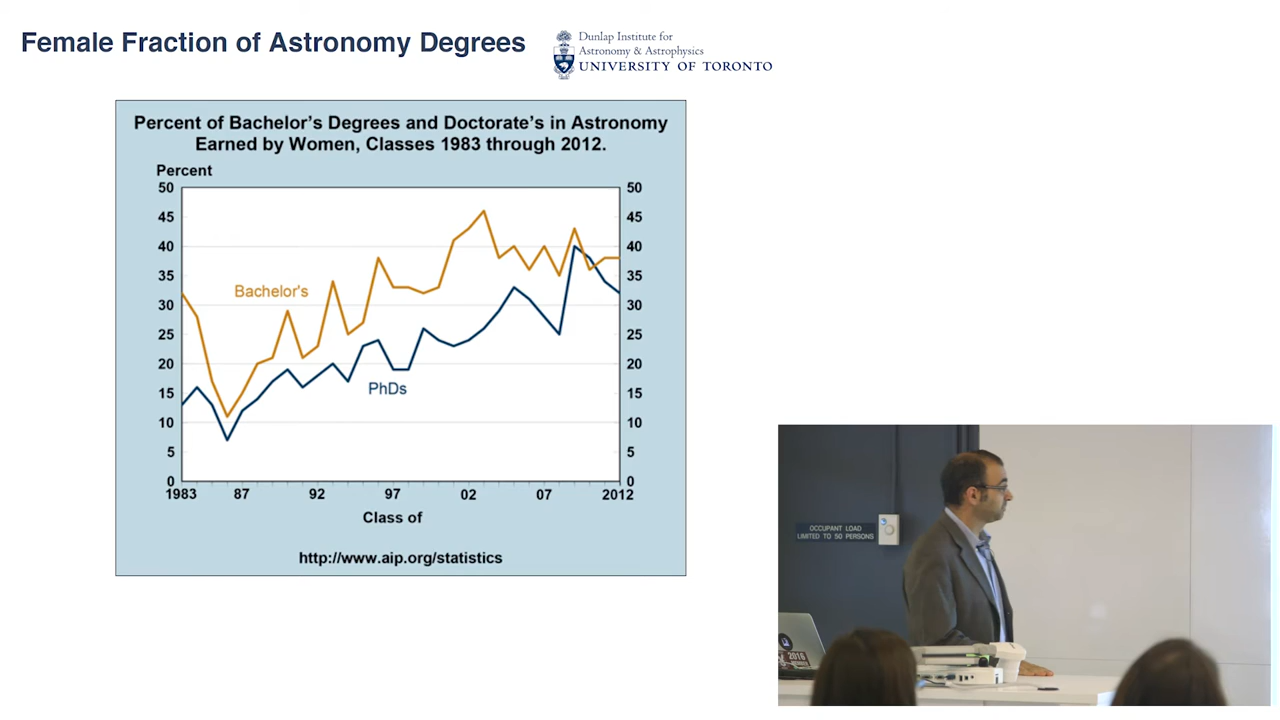 Female Fraction of Astronomy Degrees
Dunlap Institute for
Astronomy & Astrophysics
UNIVERSITY OF TORONTO
Percent of Bachelor's Degrees and Doctorate's in Astronomy
Earned by Women, Classes 1983 through 2012.
Percent
50 50
45 45
40 40
35 35
30 30
25 25
20 20
15 15
10 10
5 5
0 0
Bachelor's
PhDs
1983 87 92 97 02 07 2012
Class of
http://www.aip.org/statistics
OCCUPANT LOAD
LIMITED TO 50 PERSONS
2016